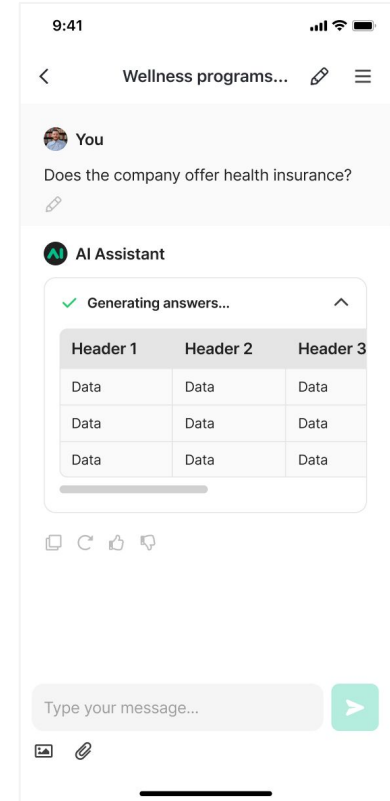 9:41
Wellness programs...
You
Does the company offer health insurance?
AI
AI Assistant
Generating answers...
Header 1 Header 2 Header 3
Data Data Data
Data Data Data
Data Data Data
Type your message...